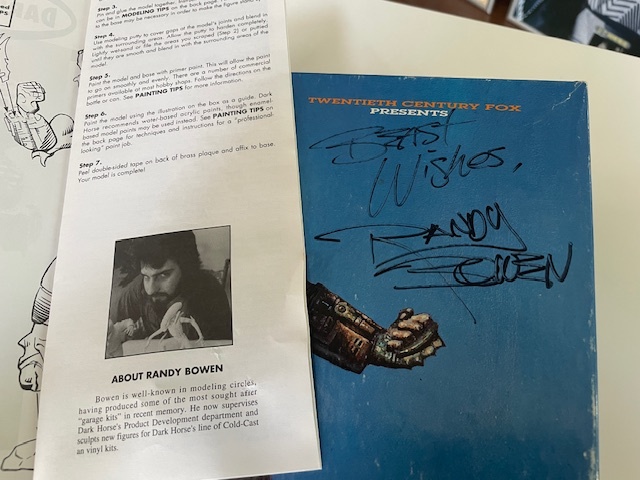 Step 3.
Pin and glue the model together.
can be in MODELING TIPS on the back page.
to the base may be necessary in order to make the figure
Step 4.
Use modeling putty to cover gaps at the model's joints and blend in
with the surrounding areas. Allow the putty to harden completely.
Lightly wet-sand or file the areas you scraped (Step 2) or puttied
until they are smooth and blend in with the surrounding areas of the
model.
Step 5.
Paint the model and base with primer paint. This will allow the paint
to go on smoothly and evenly. There are a number of commercial
primers available at most hobby shops. Follow the directions on the
bottle or can. See PAINTING TIPS for more information.
Step 6.
Paint the model using the illustration on the box as a guide. Dark
Horse recommends water-based acrylic paints, though enamel-
based model paints may be used instead. See PAINTING TIPS on
the back page for techniques and instructions for a "professional-
looking" paint job.
Step 7.
Peel double-sided tape on back of brass plaque and affix to base.
Your model is complete!
ABOUT RANDY BOWEN
Bowen is well-known in modeling circles,
having produced some of the most sought after
"garage kits" in recent memory. He now supervises
Dark Horse's Product Development department and
sculpts new figures for Dark Horse's line of Cold-Cast
an vinyl kits.
TWENTIETH CENTURY FOX
PRESENTS
Best
Wishes,
RANDY
BOWEN